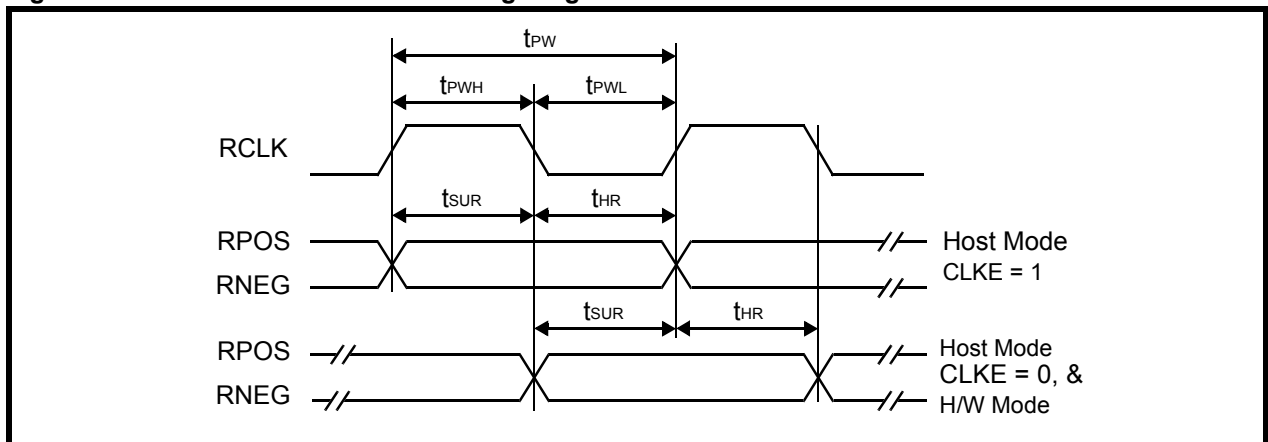 tPW
tPWH tPWL
RCLK
tSUR tHR
RPOS
RNEG
Host Mode
CLKE = 1
tSUR tHR
RPOS
RNEG
Host Mode
CLKE = 0, &
H/W Mode